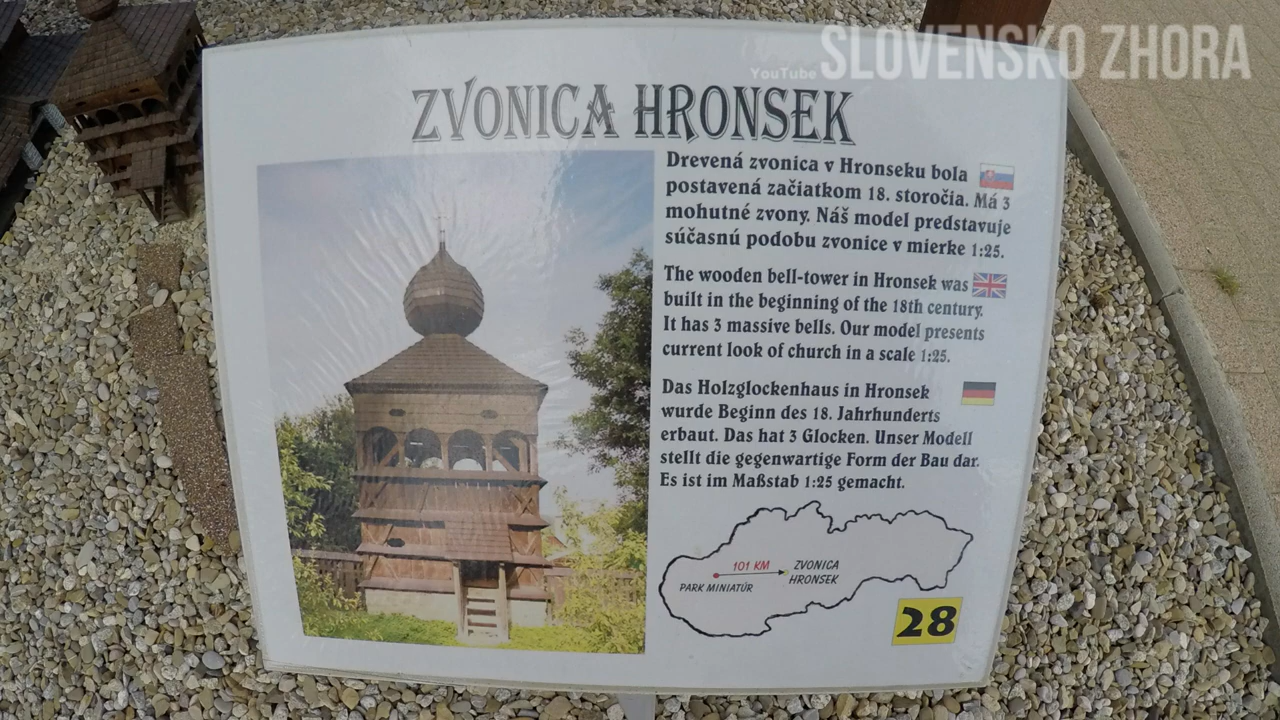 YouTube SLOVENSKO ZHORA
ZVONICA HRONSEK
Drevená zvonica v Hronseku bola
postavená začiatkom 18. storočia. Má 3
mohutné zvony. Náš model predstavuje
súčasnú podobu zvonice v mierke 1:25.
The wooden bell-tower in Hronsek was
built in the beginning of the 18th century.
It has 3 massive bells. Our model presents
current look of church in a scale 1:25.
Das Holzglockenhaus in Hronsek
wurde Beginn des 18. Jahrhunderts
erbaut. Das hat 3 Glocken. Unser Modell
stellt die gegenwartige Form der Bau dar.
Es ist im Maßstab 1:25 gemacht.
101 KM
ZVONICA
HRONSEK
PARK MINIATÚR
28